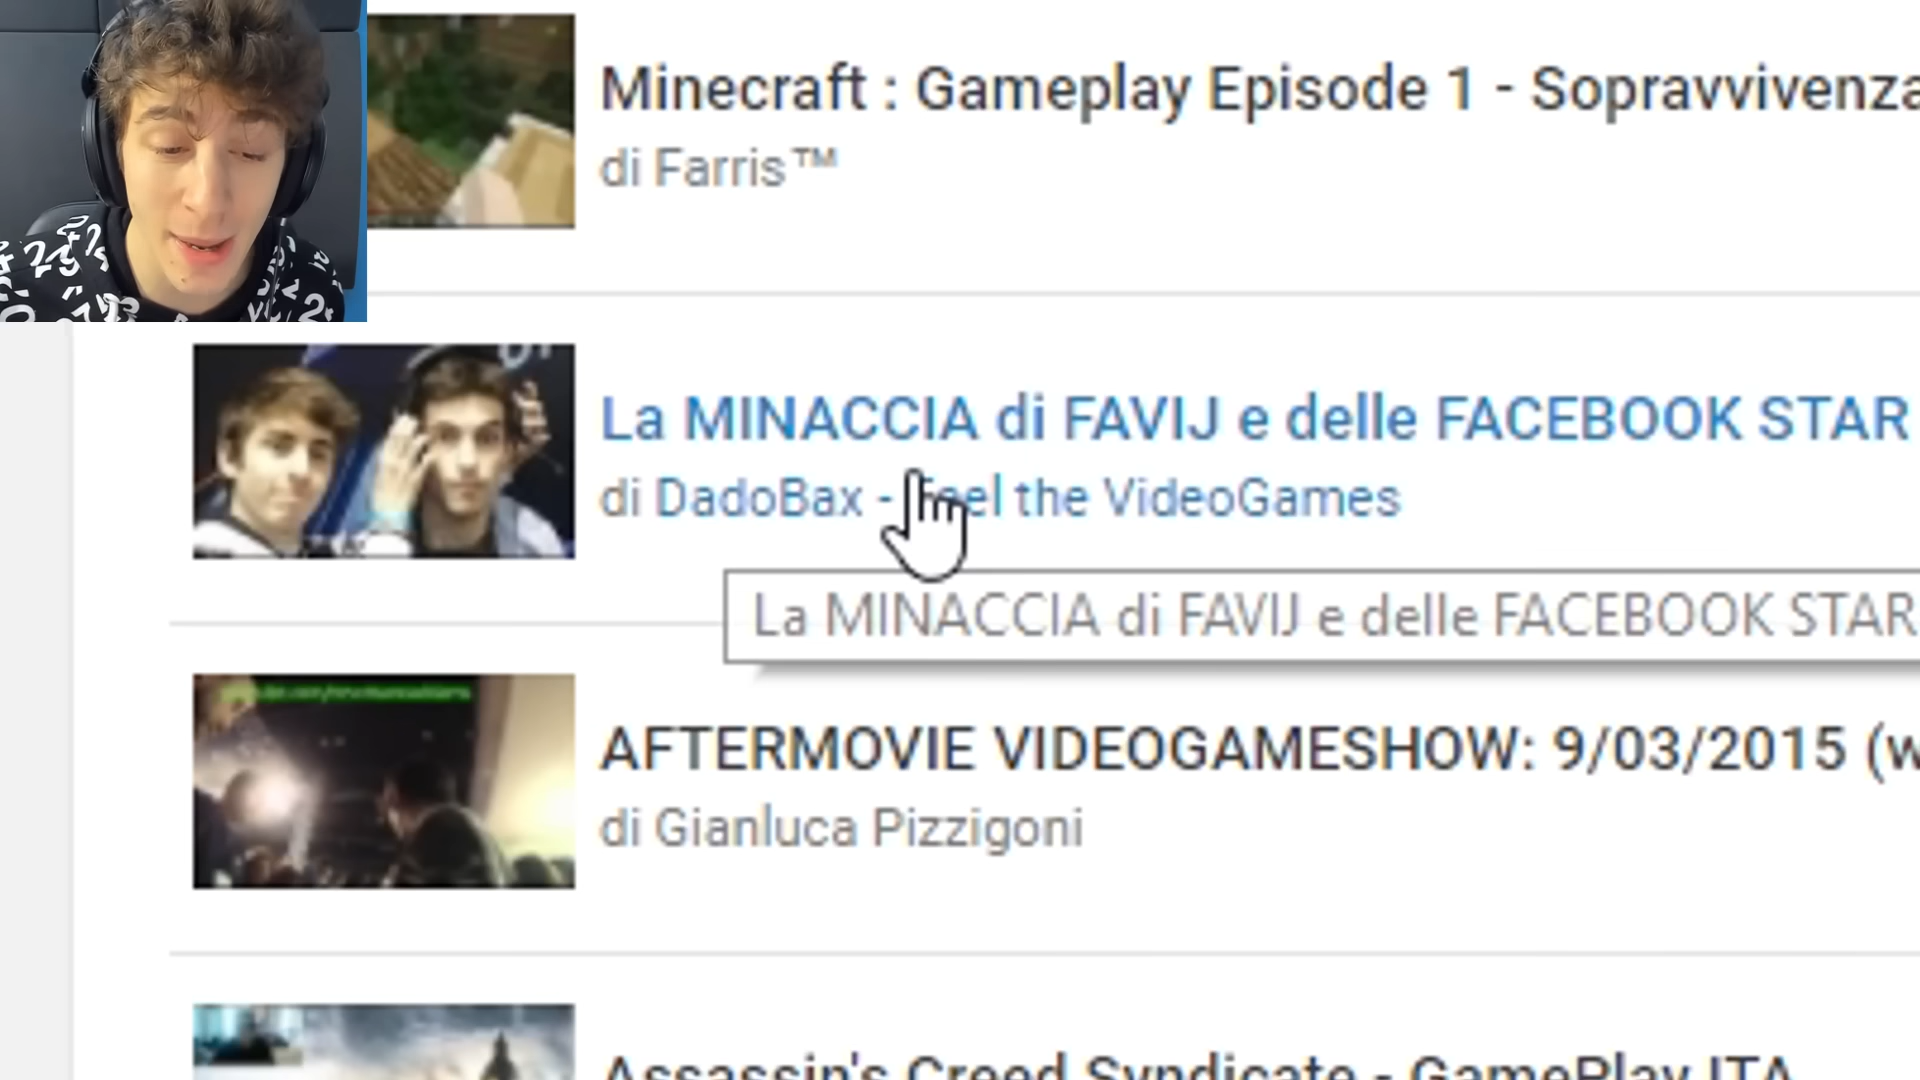 Minecraft : Gameplay Episode 1 - Sopravvivenza
di Farris™
La MINACCIA di FAVIJ e delle FACEBOOK STAR
di DadoBax - Feel the VideoGames
La MINACCIA di FAVIJ e delle FACEBOOK STAR
AFTERMOVIE VIDEOGAMESHOW: 9/03/2015 (w
di Gianluca Pizzigoni
Assassin's Creed Syndicate - GamePlay ITA